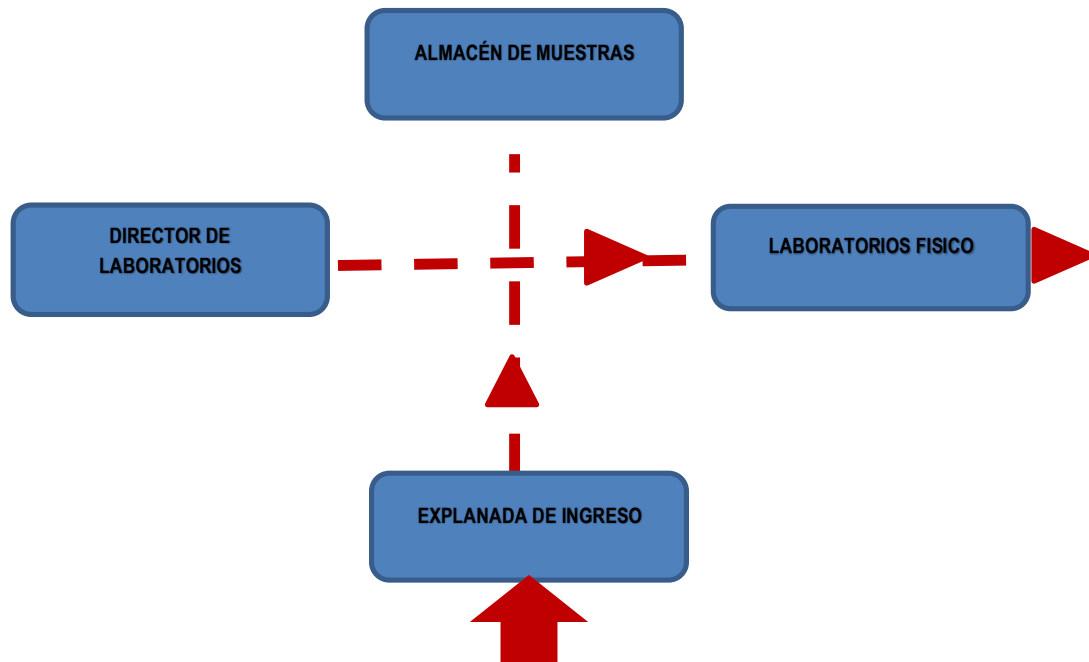 ALMACÉN DE MUESTRAS
DIRECTOR DE
LABORATORIOS
LABORATORIOS FISICO
EXPLANADA DE INGRESO